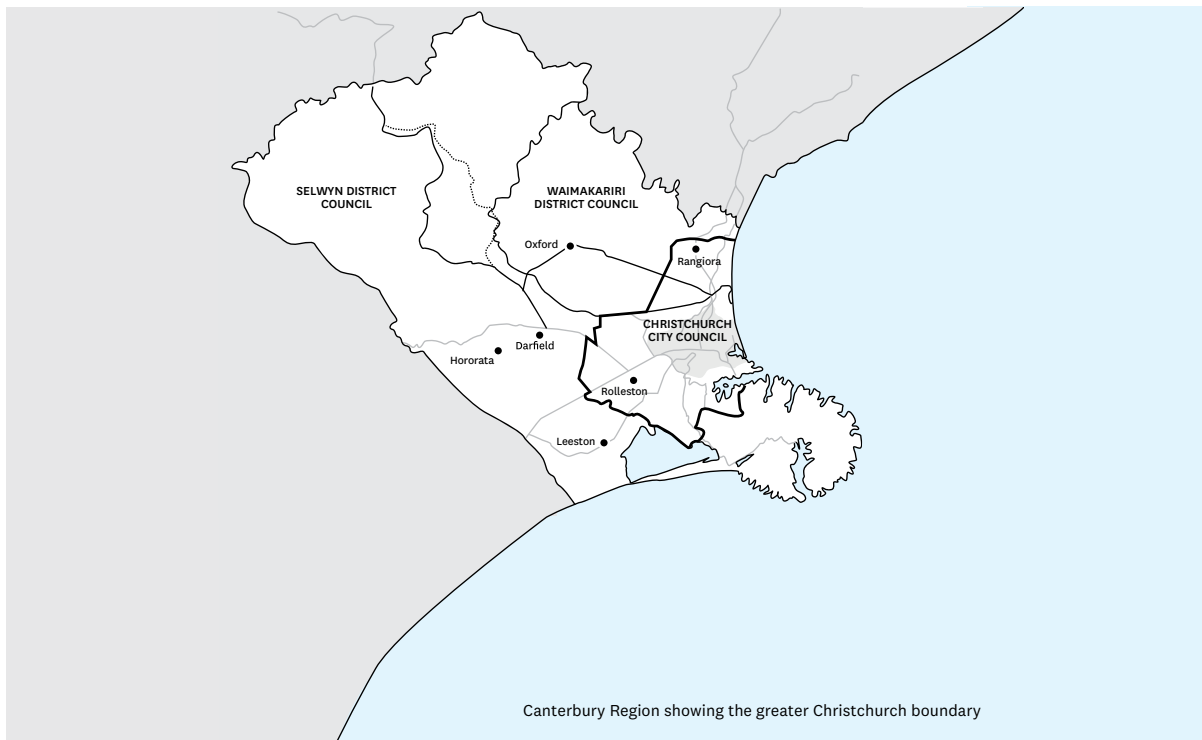 SELWYN DISTRICT
COUNCIL
WAIMAKARIRI
DISTRICT COUNCIL
Oxford
Rangiora
CHRISTCHURCH
CITY COUNCIL
Darfield
Hororata
Rolleston
Leeston
Canterbury Region showing the greater Christchurch boundary